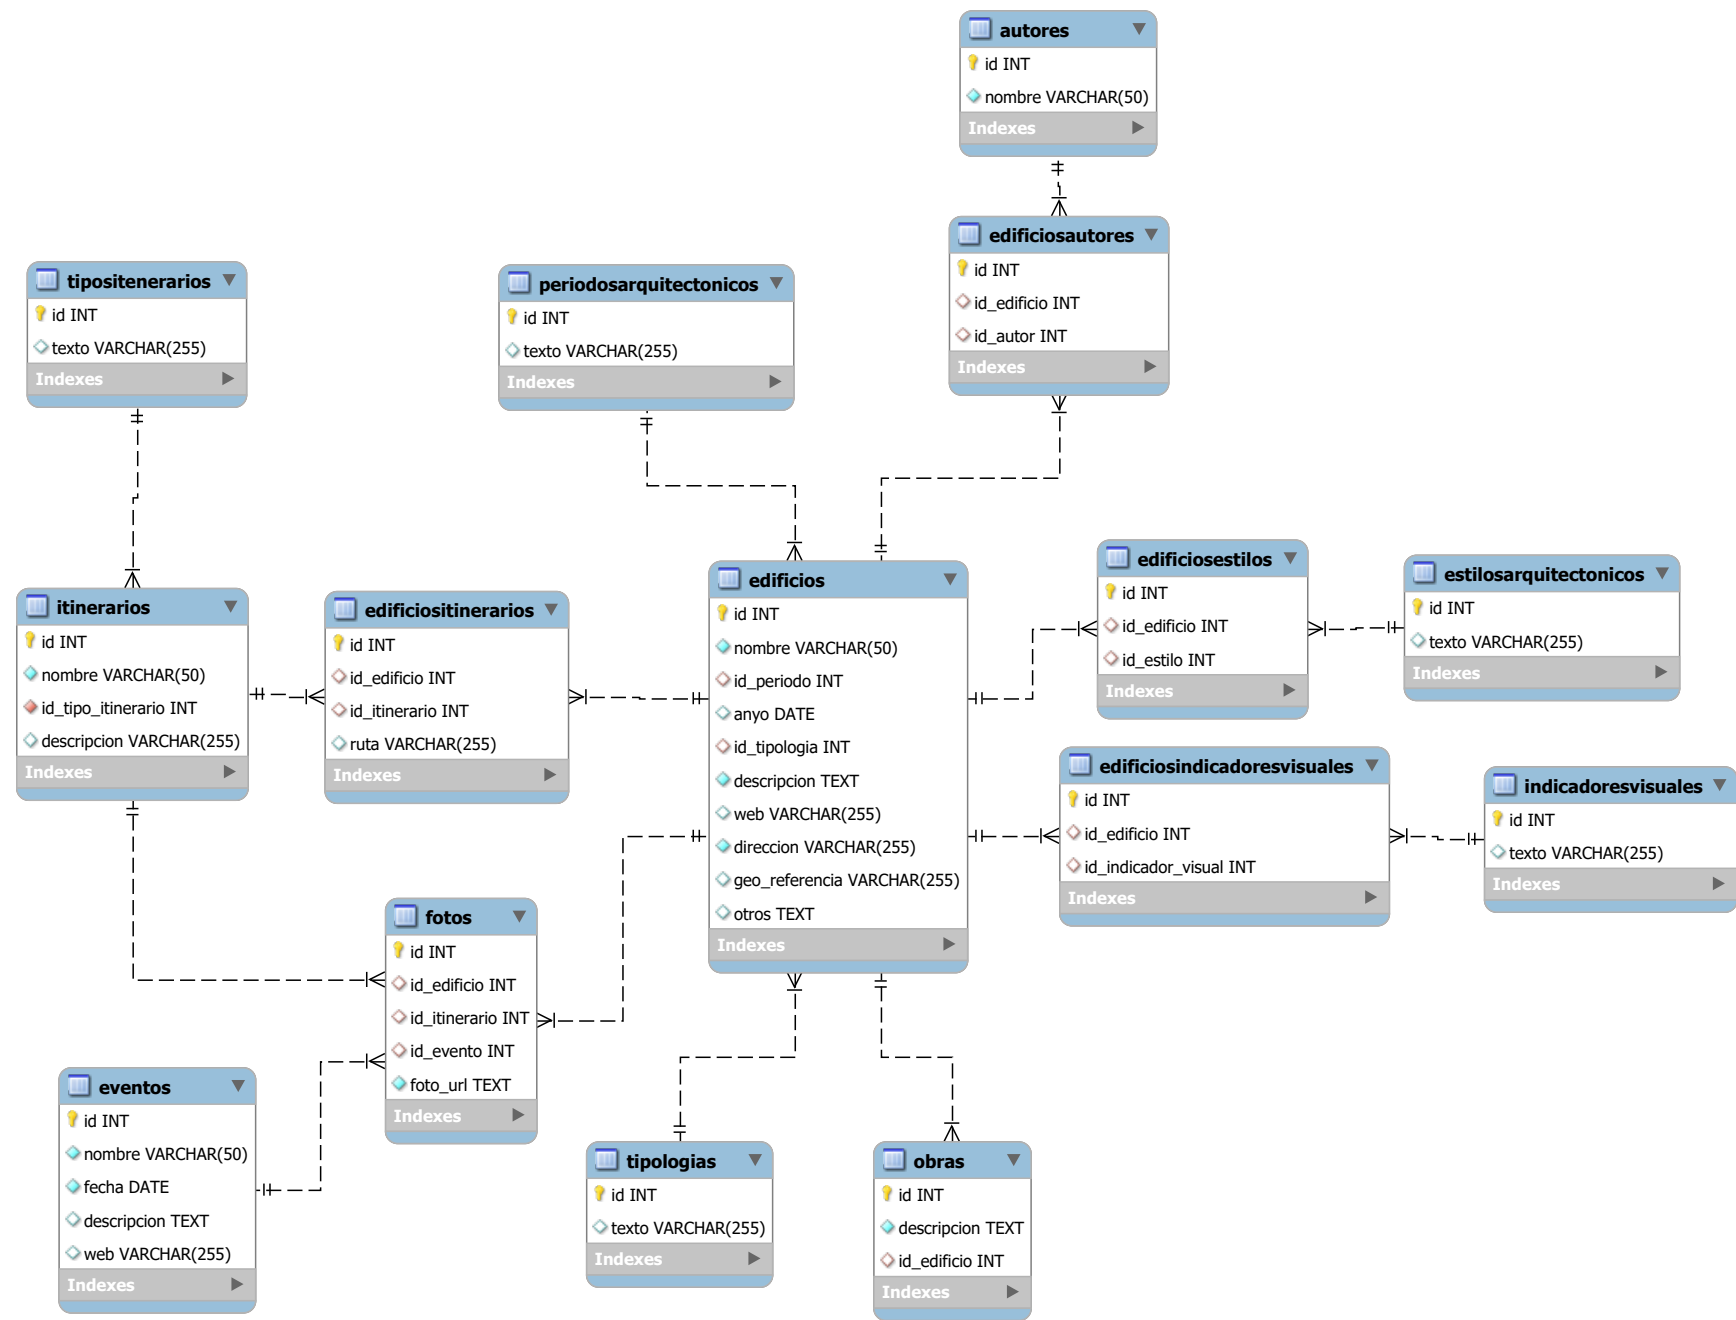 autores
id INT
nombre VARCHAR(50)
Indexes
edificiosautores
id INT
id_edificio INT
id_autor INT
Indexes
tipositenerarios
id INT
texto VARCHAR(255)
Indexes
periodosarquitectonicos
id INT
texto VARCHAR(255)
Indexes
itinerarios
id INT
nombre VARCHAR(50)
id_tipo_itinerario INT
descripcion VARCHAR(255)
Indexes
edificiositinerarios
id INT
id_edificio INT
id_itinerario INT
ruta VARCHAR(255)
Indexes
edificios
id INT
nombre VARCHAR(50)
id_periodo INT
anyo DATE
id_tipologia INT
descripcion TEXT
web VARCHAR(255)
direccion VARCHAR(255)
geo_referencia VARCHAR(255)
otros TEXT
Indexes
edificiosestilos
id INT
id_edificio INT
id_estilo INT
Indexes
estilosarquitectonicos
id INT
texto VARCHAR(255)
Indexes
edificiosindicadoresvisuales
id INT
id_edificio INT
id_indicador_visual INT
Indexes
indicadoresvisuales
id INT
texto VARCHAR(255)
Indexes
fotos
id INT
id_edificio INT
id_itinerario INT
id_evento INT
foto_url TEXT
Indexes
eventos
id INT
nombre VARCHAR(50)
fecha DATE
descripcion TEXT
web VARCHAR(255)
Indexes
tipologias
id INT
texto VARCHAR(255)
Indexes
obras
id INT
descripcion TEXT
id_edificio INT
Indexes